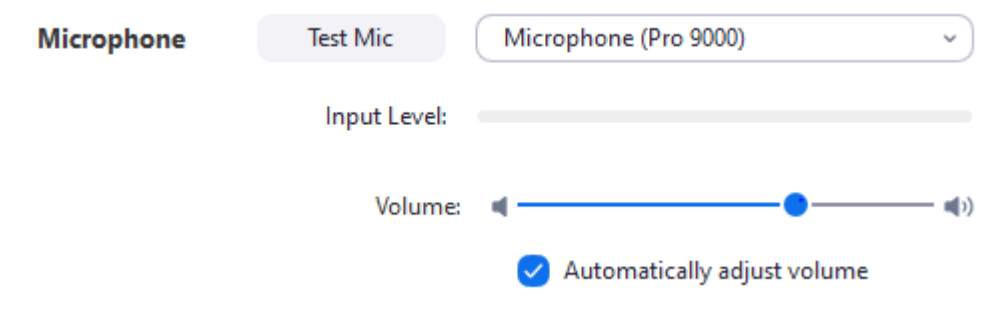 Microphone Test Mic Microphone (Pro 9000)
Input Level:
Volume:
Automatically adjust volume